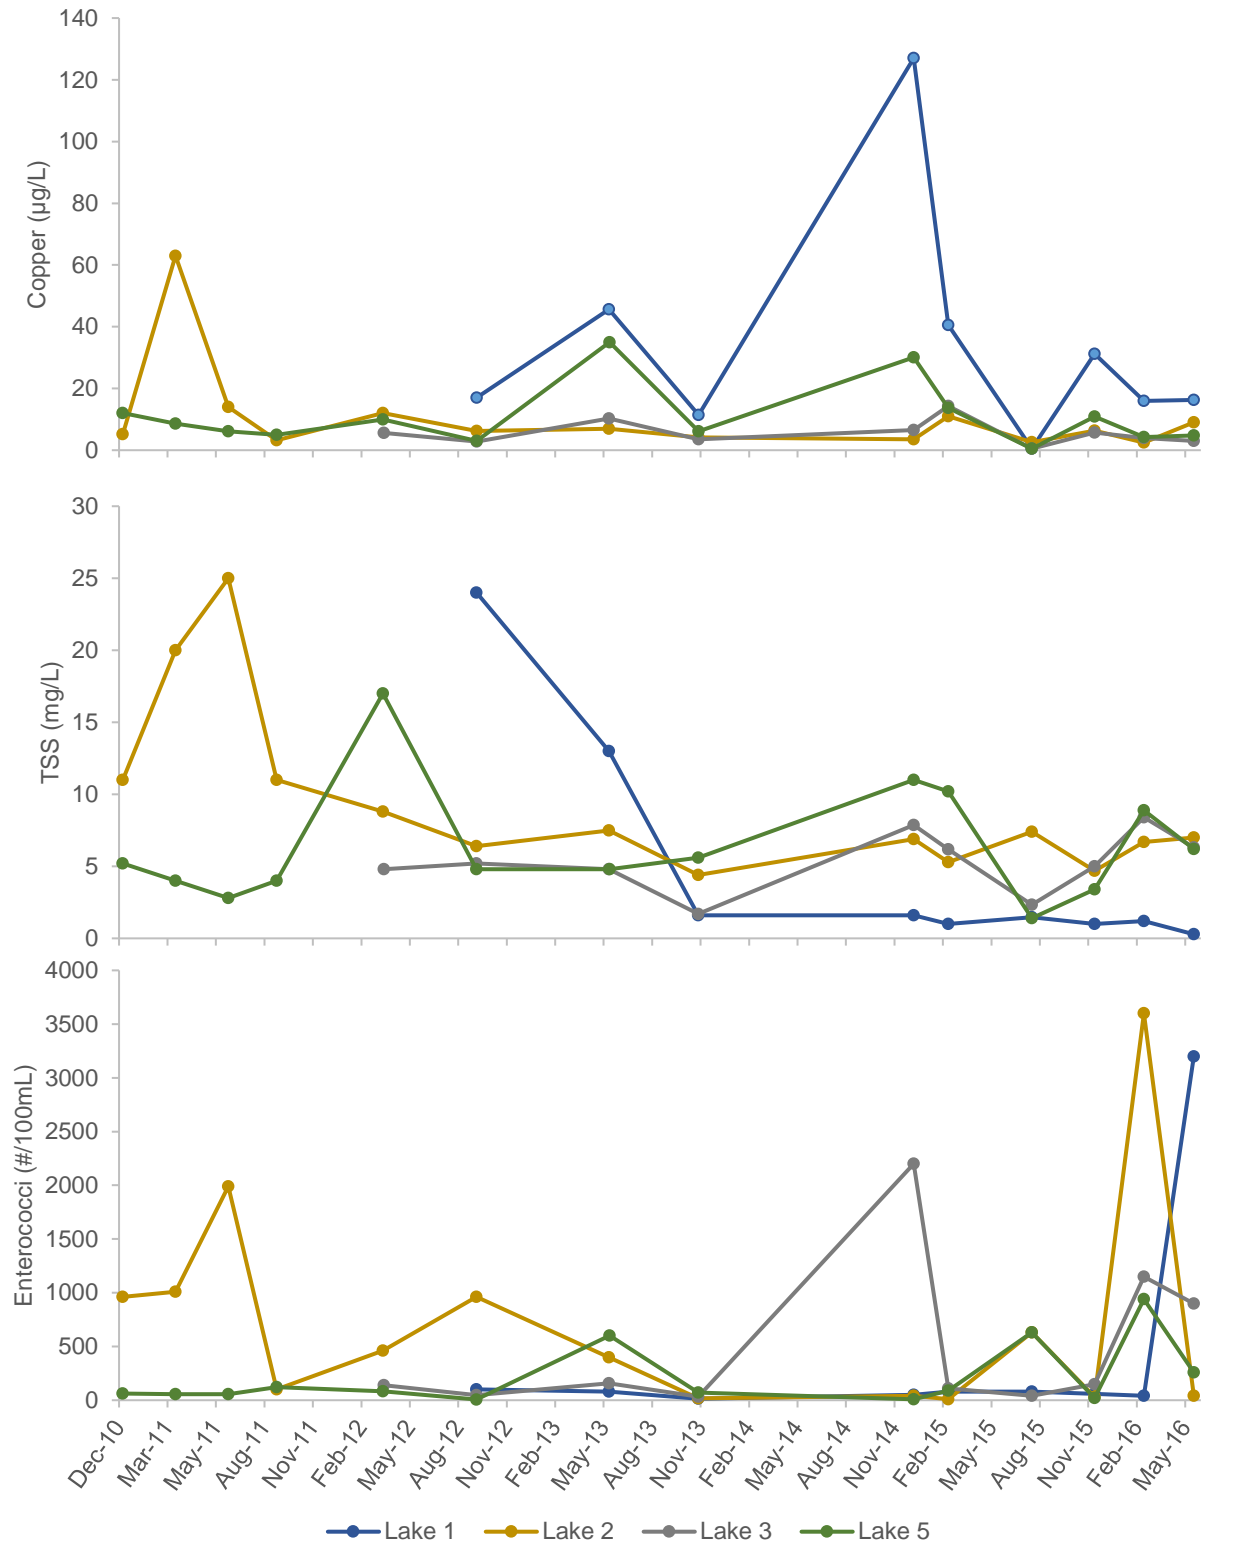 140
120
100
80
60
40
20
0
Copper (µg/L)
30
25
20
15
10
5
0
TSS (mg/L)
4000
3500
3000
2500
2000
1500
1000
500
0
Enterococci (#/100mL)
Dec-10
Mar-11
May-11
Aug-11
Nov-11
Feb-12
May-12
Aug-12
Nov-12
Feb-13
May-13
Aug-13
Nov-13
Feb-14
May-14
Aug-14
Nov-14
Feb-15
May-15
Aug-15
Nov-15
Feb-16
May-16
Lake 1 Lake 2 Lake 3 Lake 5